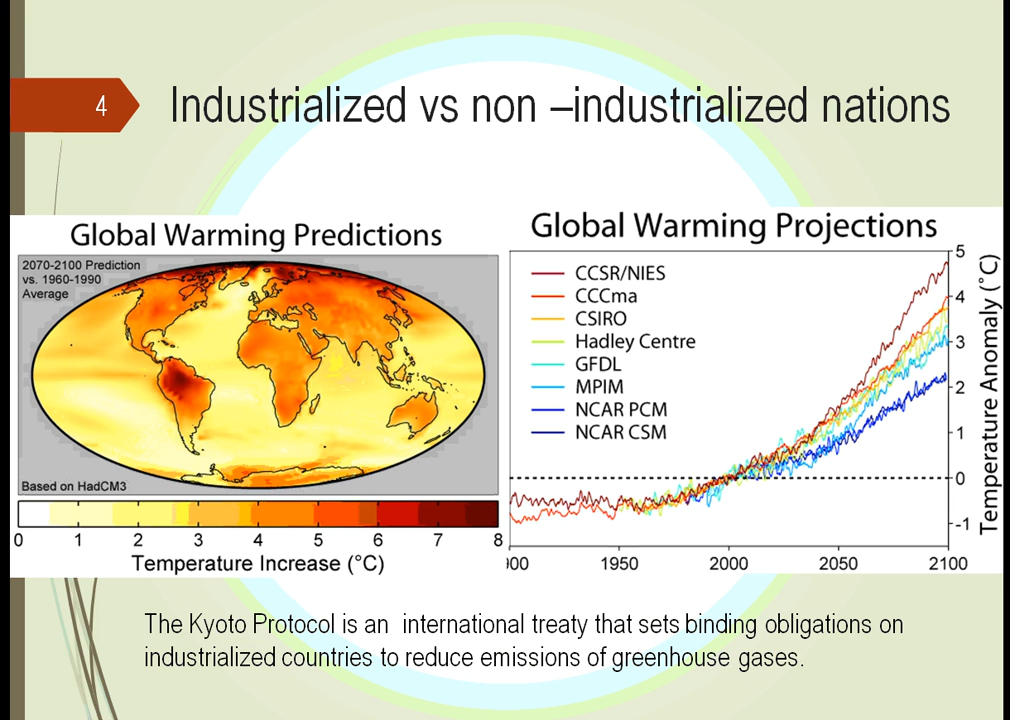 4
Industrialized vs non –industrialized nations
Global Warming Predictions
2070-2100 Prediction
vs. 1960-1990
Average
Based on HadCM3
0 1 2 3 4 5 6 7 8
Temperature Increase (°C)
Global Warming Projections
CCSR/NIES
CCCma
CSIRO
Hadley Centre
GFDL
MPIM
NCAR PCM
NCAR CSM
5
4
3
2
1
0
-1
Temperature Anomaly (°C)
00 1950 2000 2050 2100
The Kyoto Protocol is an  international treaty that sets binding obligations on
industrialized countries to reduce emissions of greenhouse gases.